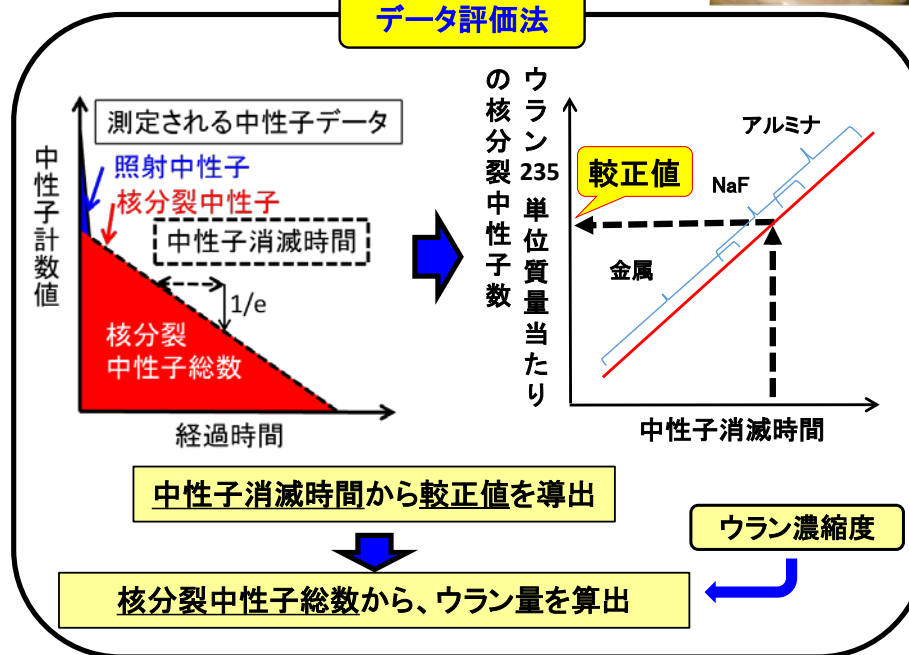 データ評価法
測定される中性子データ
照射中性子
核分裂中性子
中性子消滅時間
1/e
核分裂
中性子総数
中性子計数値
経過時間
ウラン235単位質量当たり
の核分裂中性子数
較正値
アルミナ
NaF
金属
中性子消滅時間
中性子消滅時間から較正値を導出
ウラン濃縮度
核分裂中性子総数から、ウラン量を算出